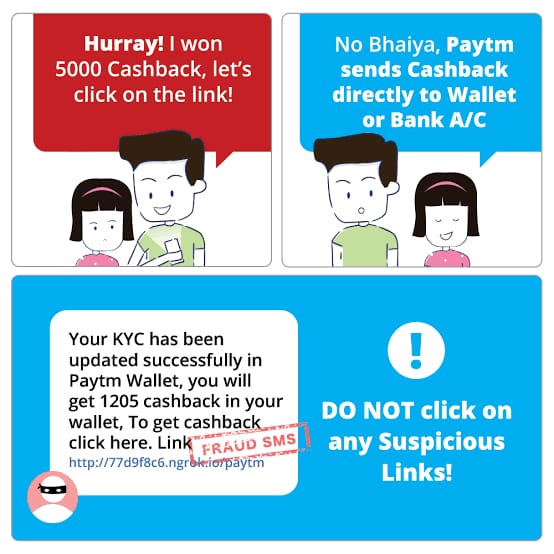 Hurray! I won
5000 Cashback, let's
click on the link!
No Bhaiya, Paytm
sends Cashback
directly to Wallet
or Bank A/C
Your KYC has been
updated successfully in
Paytm Wallet, you will
get 1205 cashback in your
wallet, To get cashback
click here. Link
FRAUD SMS
http://77d9f8c6.ngrok.io/paytm
!
DO NOT click on
any Suspicious
Links!